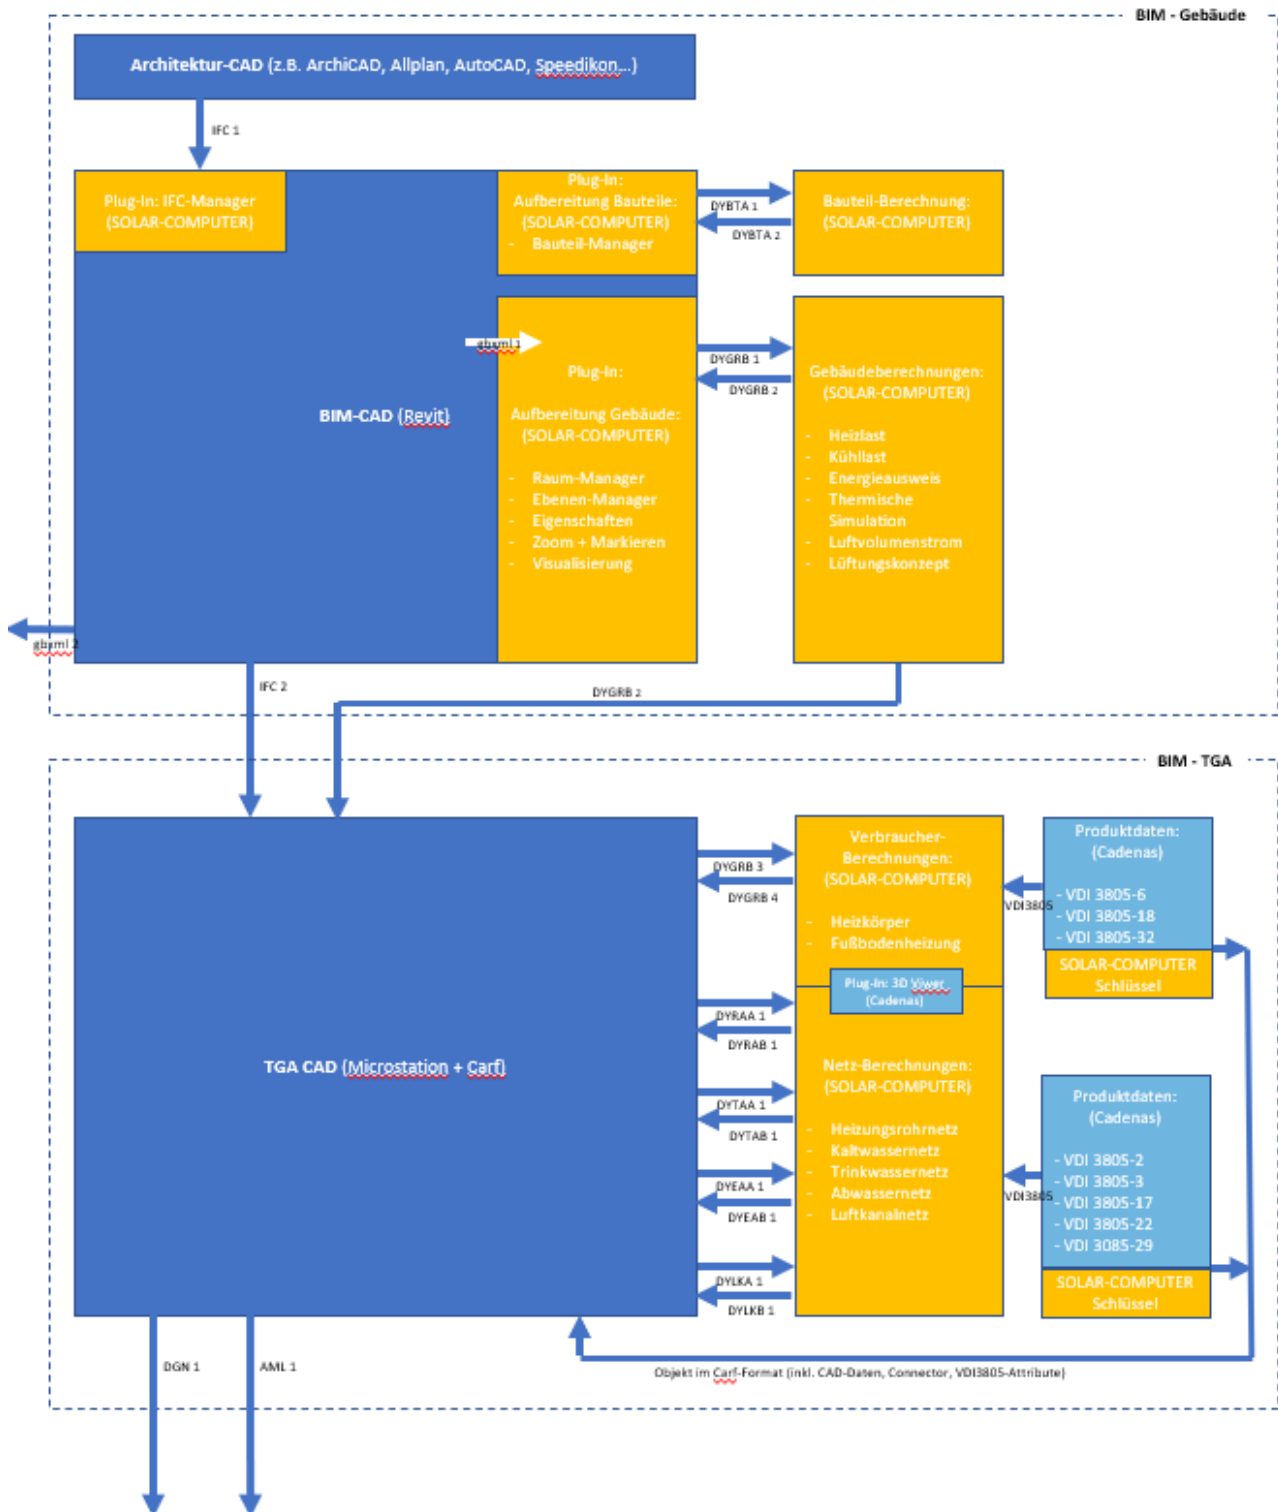 BIM - Gebäude
Architektur-CAD (z.B. ArchiCAD, Allplan, AutoCAD, Speedikon...)
IFC 1
Plug-In: IFC-Manager
(SOLAR-COMPUTER)
Plug-In:
Aufbereitung Bauteile:
(SOLAR-COMPUTER)
- Bauteil-Manager
DYBTA 1
DYBTA 2
Bauteil-Berechnung:
(SOLAR-COMPUTER)
BIM-CAD (Revit)
gbxml 1
Plug-In:
Aufbereitung Gebäude:
(SOLAR-COMPUTER)
- Raum-Manager
- Ebenen-Manager
- Eigenschaften
- Zoom + Markieren
- Visualisierung
DYGRB 1
DYGRB 2
Gebäudeberechnungen:
(SOLAR-COMPUTER)
- Heizlast
- Kühllast
- Energieausweis
- Thermische
Simulation
- Luftvolumenstrom
- Lüftungskonzept
gbxml 2
IFC 2
DYGRB 2
BIM - TGA
TGA CAD (Microstation + Carf)
DYGRB 3
DYGRB 4
DYRAA 1
DYRAB 1
DYTAA 1
DYTAB 1
DYEAA 1
DYEAB 1
DYLKA 1
DYLKB 1
Verbraucher-
Berechnungen:
(SOLAR-COMPUTER)
- Heizkörper
- Fußbodenheizung
Plug-In: 3D Viwer
(Cadenas)
Netz-Berechnungen:
(SOLAR-COMPUTER)
- Heizungsrohrnetz
- Kaltwassernetz
- Trinkwassernetz
- Abwassernetz
- Luftkanalnetz
VDI3805
Produktdaten:
(Cadenas)
- VDI 3805-6
- VDI 3805-18
- VDI 3805-32
SOLAR-COMPUTER
Schlüssel
VDI3805
Produktdaten:
(Cadenas)
- VDI 3805-2
- VDI 3805-3
- VDI 3805-17
- VDI 3805-22
- VDI 3085-29
SOLAR-COMPUTER
Schlüssel
Objekt im Carf-Format (inkl. CAD-Daten, Connector, VDI3805-Attribute)
DGN 1
AML 1